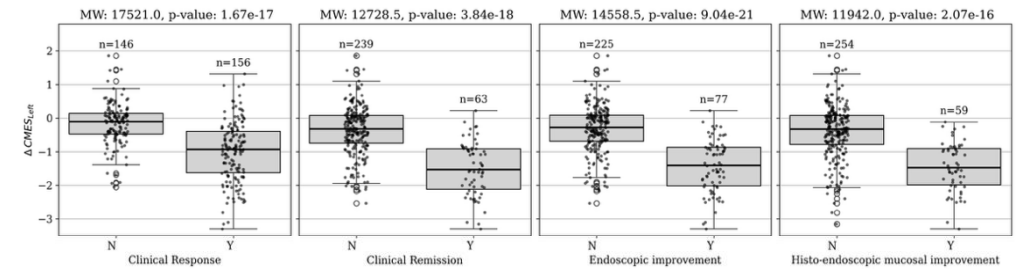 MW: 17521.0, p-value: 1.67e-17
MW: 12728.5, p-value: 3.84e-18
MW: 14558.5, p-value: 9.04e-21
MW: 11942.0, p-value: 2.07e-16
n=146
n=156
n=239
n=63
n=225
n=77
n=254
n=59
ΔCMES_Left
2
1
0
−1
−2
−3
N
Y
N
Y
N
Y
N
Y
Clinical Response
Clinical Remission
Endoscopic improvement
Histo-endoscopic mucosal improvement